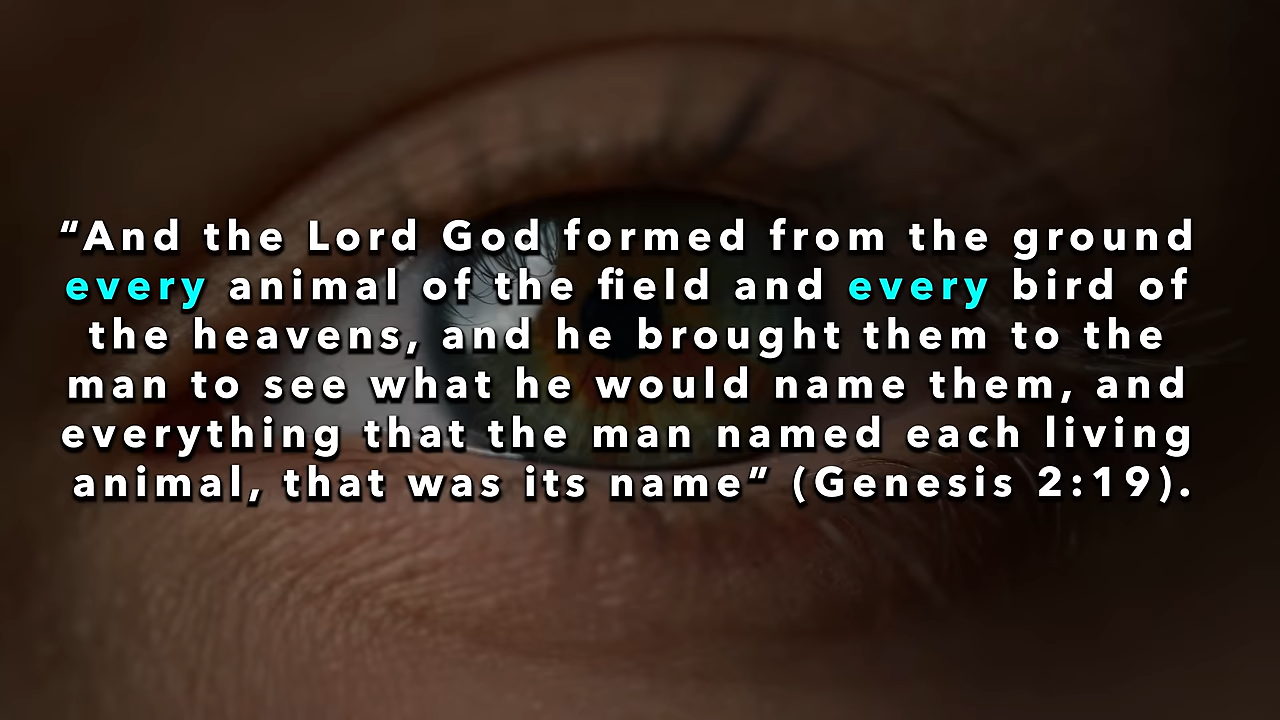 “And the Lord God formed from the ground
every animal of the field and every bird of
the heavens, and he brought them to the
man to see what he would name them, and
everything that the man named each living
animal, that was its name” (Genesis 2:19).